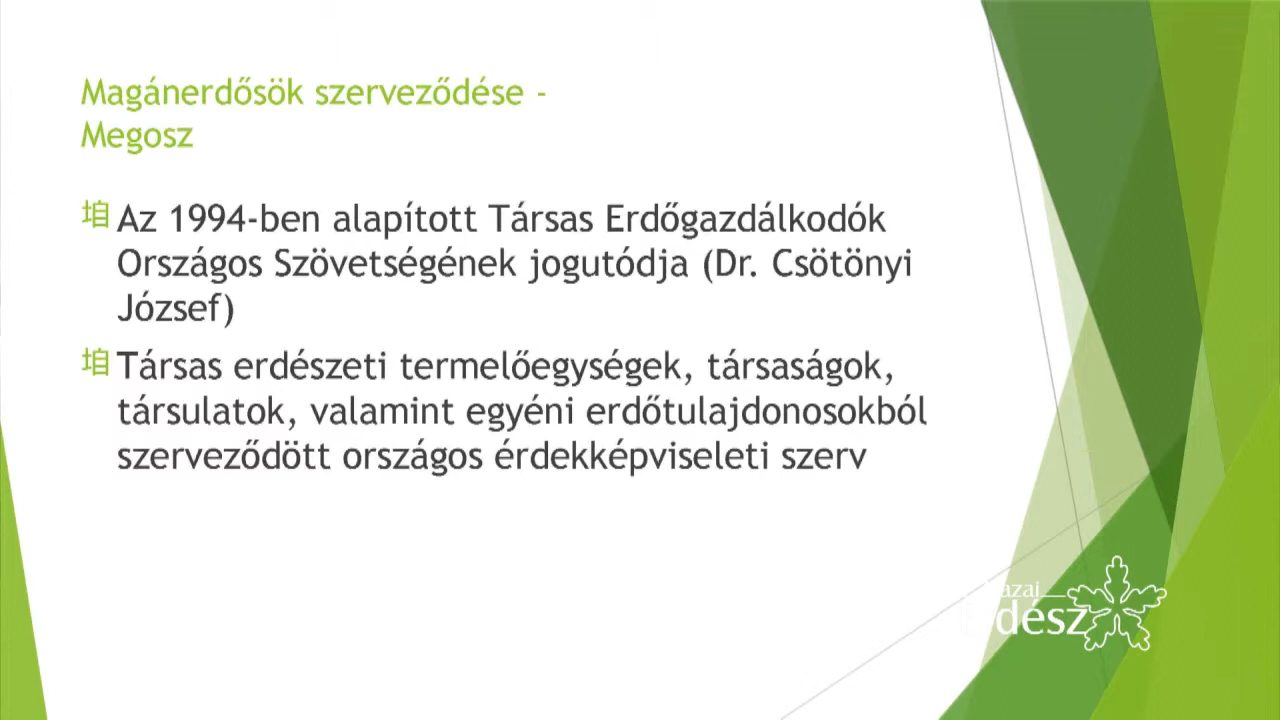 Magánerdősök szerveződése -
Megosz
Az 1994-ben alapított Társas Erdőgazdálkodók
Országos Szövetségének jogutódja (Dr. Csötönyi
József)
Társas erdészeti termelőegységek, társaságok,
társulatok, valamint egyéni erdőtulajdonosokból
szerveződött országos érdekképviseleti szerv